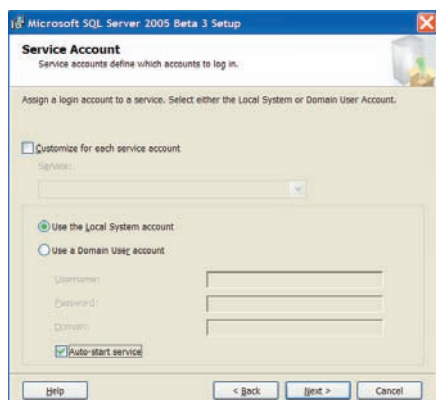 Microsoft SQL Server 2005 Beta 3 Setup
Service Account
Service accounts define which accounts to log in.
Assign a login account to a service. Select either the Local System or Domain User Account.
Customize for each service account
Service:
Use the Local System account
Use a Domain User account
Username:
Password:
Domain:
Auto-start service
Help
< Back
Next >
Cancel